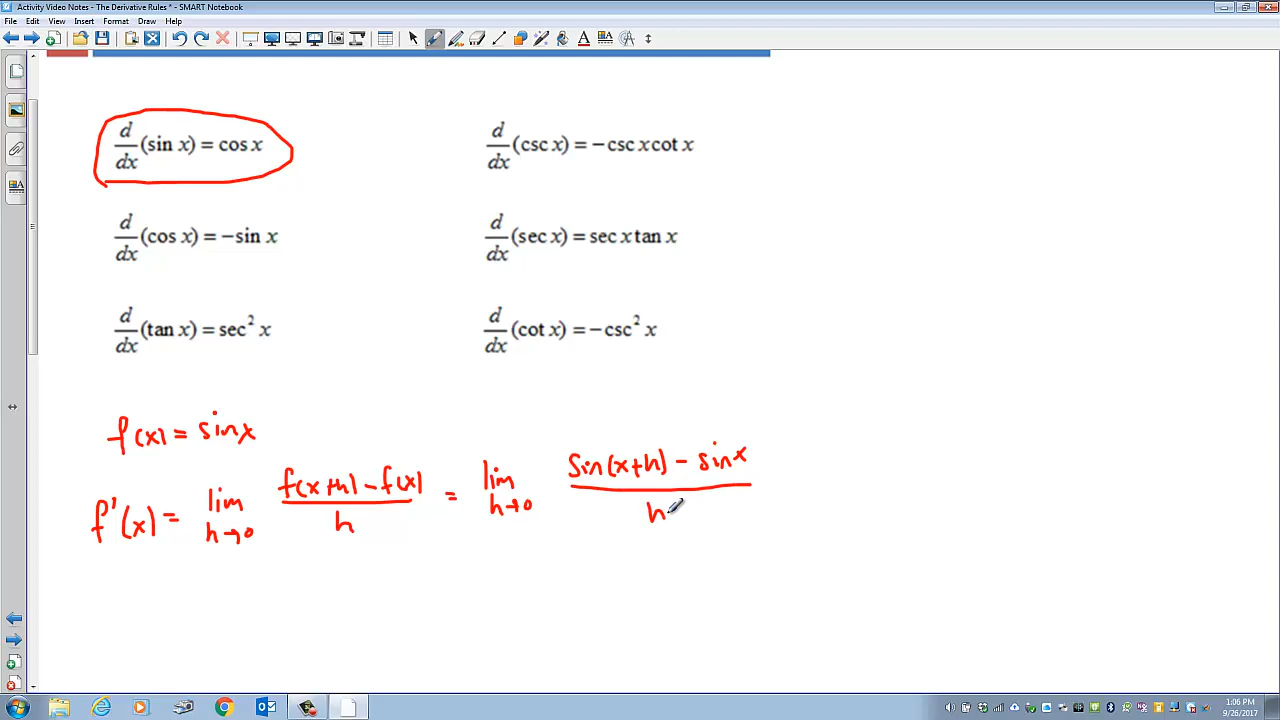 Activity Video Notes - The Derivative Rules * - SMART Notebook
File Edit View Insert Format Draw Help
d/dx (sin x) = cos x
d/dx (csc x) = −csc x cot x
d/dx (cos x) = −sin x
d/dx (sec x) = sec x tan x
d/dx (tan x) = sec² x
d/dx (cot x) = −csc² x
f(x) = sinx
f'(x) = lim h→0 f(x+h) − f(x) / h = lim h→0 sin(x+h) − sinx / h
1:06 PM
9/26/2017